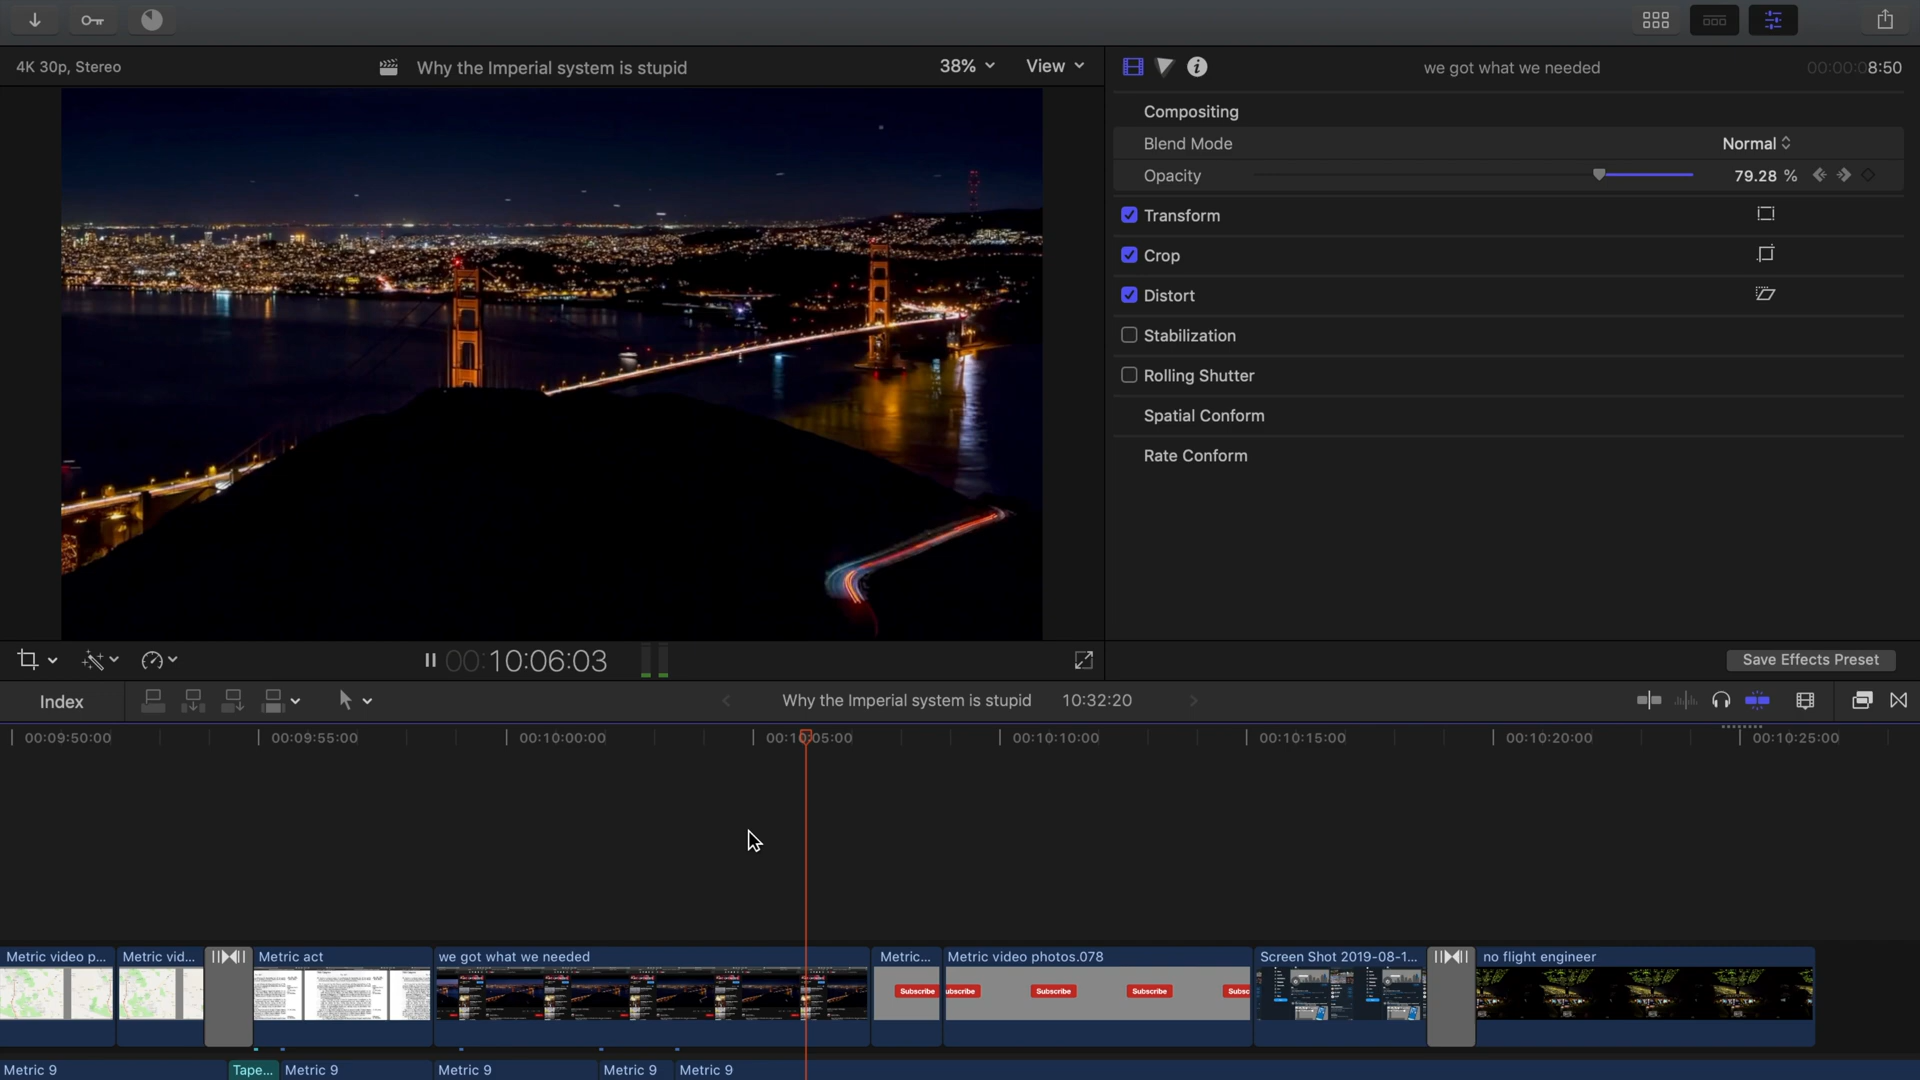 4K 30p, Stereo
Why the Imperial system is stupid
38%
View
we got what we needed
00:00:08:50
Compositing
Blend Mode
Normal
Opacity
79.28 %
Transform
Crop
Distort
Stabilization
Rolling Shutter
Spatial Conform
Rate Conform
00:10:06:03
Save Effects Preset
Index
Why the Imperial system is stupid
10:32:20
00:09:50:00
00:09:55:00
00:10:00:00
00:10:05:00
00:10:10:00
00:10:15:00
00:10:20:00
00:10:25:00
Metric video p...
Metric vid...
Metric act
we got what we needed
Metric...
Metric video photos.078
Screen Shot 2019-08-1...
no flight engineer
Subscribe
ubscribe
Subscribe
Subscribe
Subsc
Metric 9
Tape...
Metric 9
Metric 9
Metric 9
Metric 9